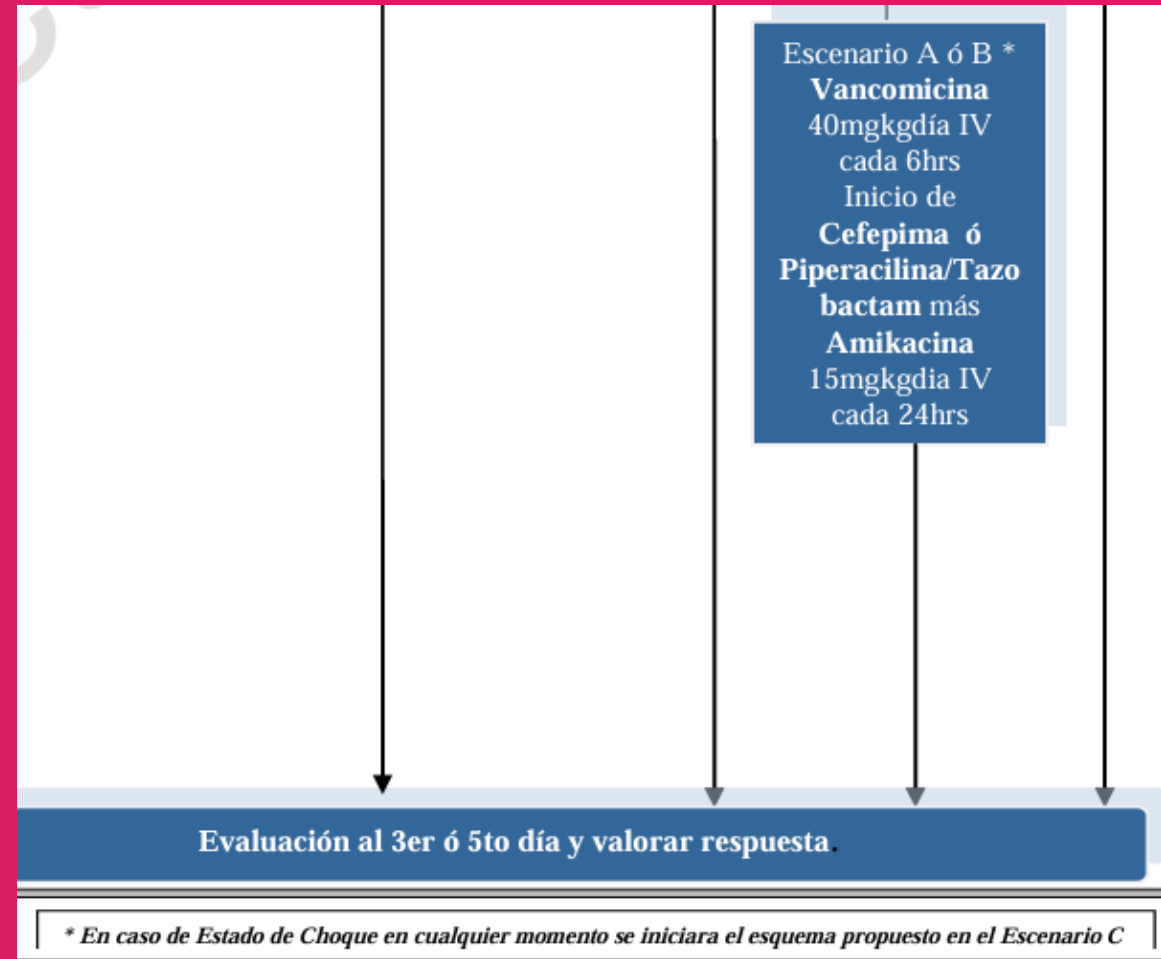 Escenario A ó B *
Vancomicina
40mgkgdía IV
cada 6hrs
Inicio de
Cefepima ó
Piperacilina/Tazo
bactam más
Amikacina
15mgkgdia IV
cada 24hrs
Evaluación al 3er ó 5to día y valorar respuesta.
* En caso de Estado de Choque en cualquier momento se iniciara el esquema propuesto en el Escenario C